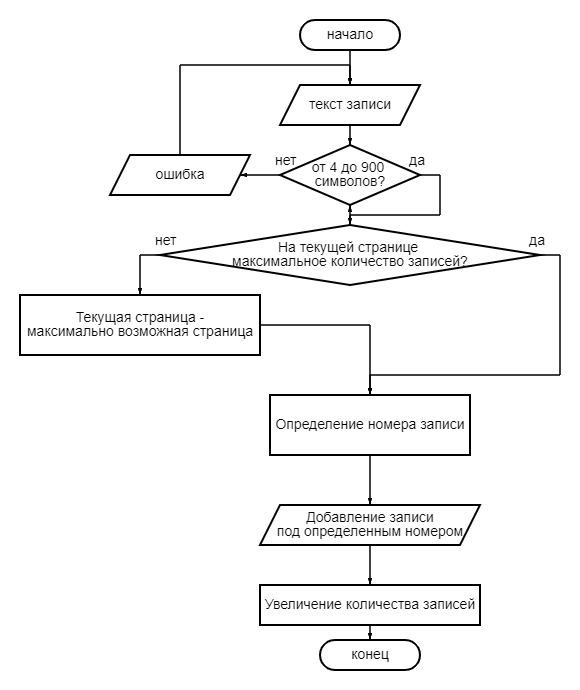 начало
текст записи
нет
да
от 4 до 900
символов?
ошибка
нет
да
На текущей странице
максимальное количество записей?
Текущая страница -
максимально возможная страница
Определение номера записи
Добавление записи
под определенным номером
Увеличение количества записей
конец